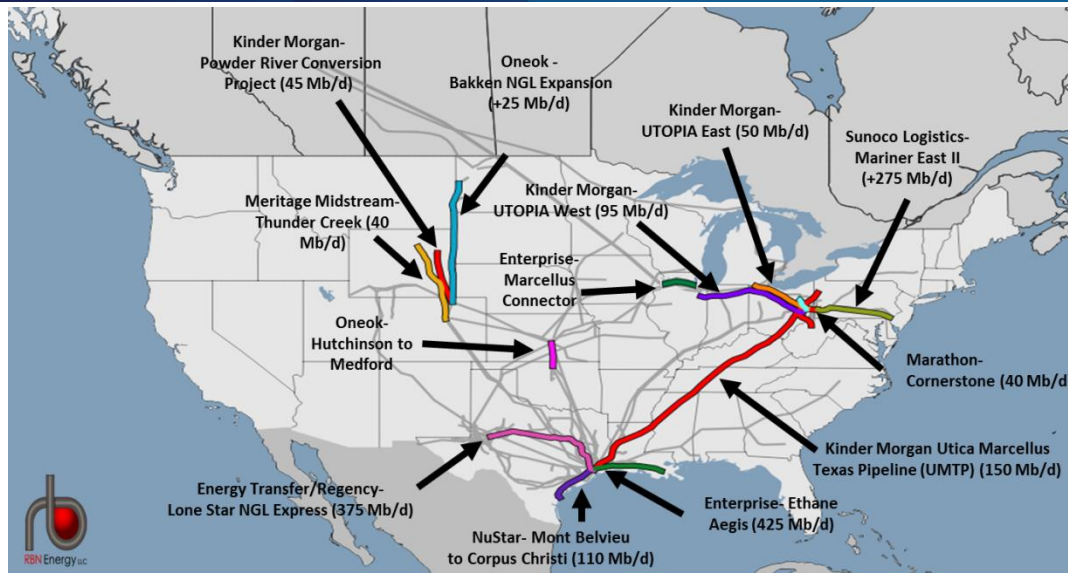 Kinder Morgan-
Powder River Conversion
Project (45 Mb/d)
Oneok -
Bakken NGL Expansion
(+25 Mb/d)
Kinder Morgan-
UTOPIA East (50 Mb/d)
Sunoco Logistics-
Mariner East II
(+275 Mb/d)
Meritage Midstream-
Thunder Creek (40
Mb/d)
Kinder Morgan-
UTOPIA West (95 Mb/d)
Enterprise-
Marcellus
Connector
Oneok-
Hutchinson to
Medford
Marathon-
Cornerstone (40 Mb/d
Kinder Morgan Utica Marcellus
Texas Pipeline (UMTP) (150 Mb/d)
Energy Transfer/Regency-
Lone Star NGL Express (375 Mb/d)
Enterprise- Ethane
Aegis (425 Mb/d)
NuStar- Mont Belvieu
to Corpus Christi (110 Mb/d)
RBN Energy LLC